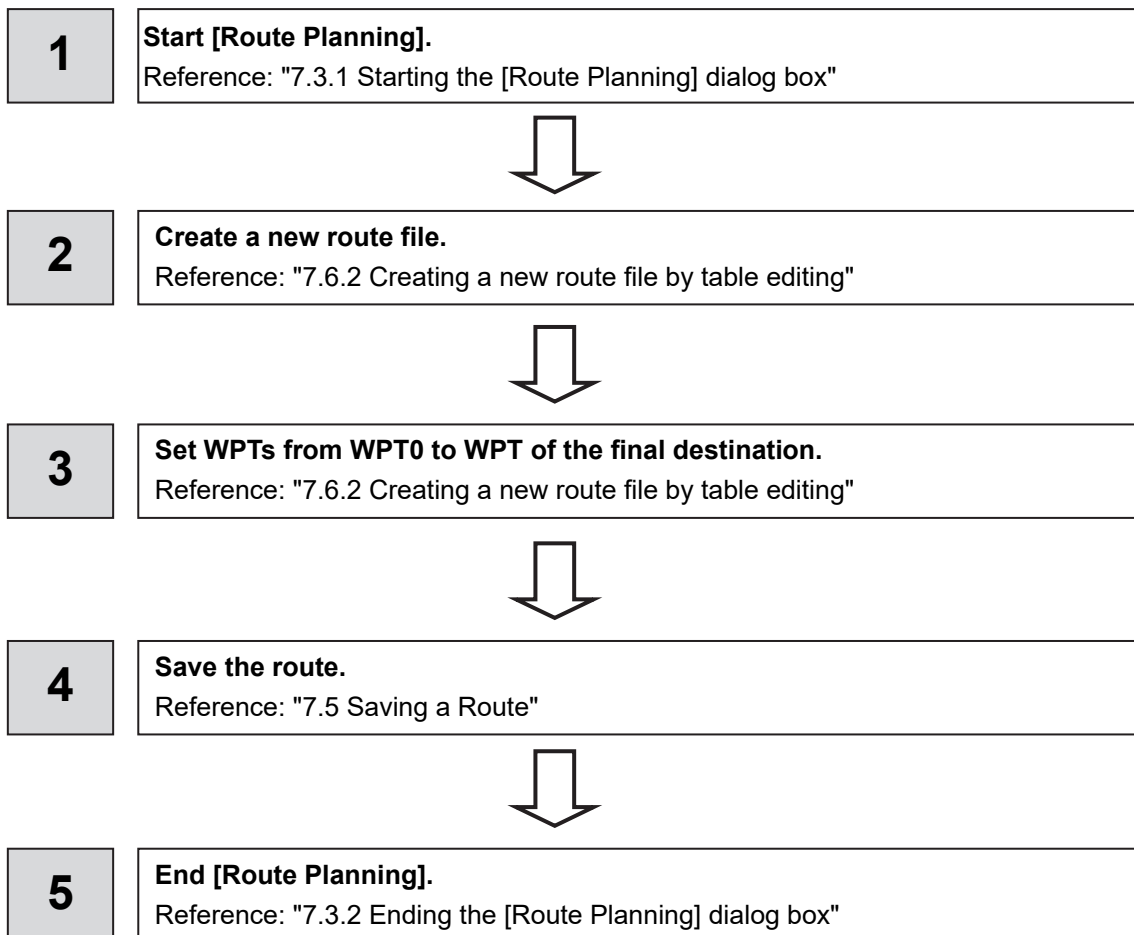 1
Start [Route Planning].
Reference: "7.3.1 Starting the [Route Planning] dialog box"
2
Create a new route file.
Reference: "7.6.2 Creating a new route file by table editing"
3
Set WPTs from WPT0 to WPT of the final destination.
Reference: "7.6.2 Creating a new route file by table editing"
4
Save the route.
Reference: "7.5 Saving a Route"
5
End [Route Planning].
Reference: "7.3.2 Ending the [Route Planning] dialog box"